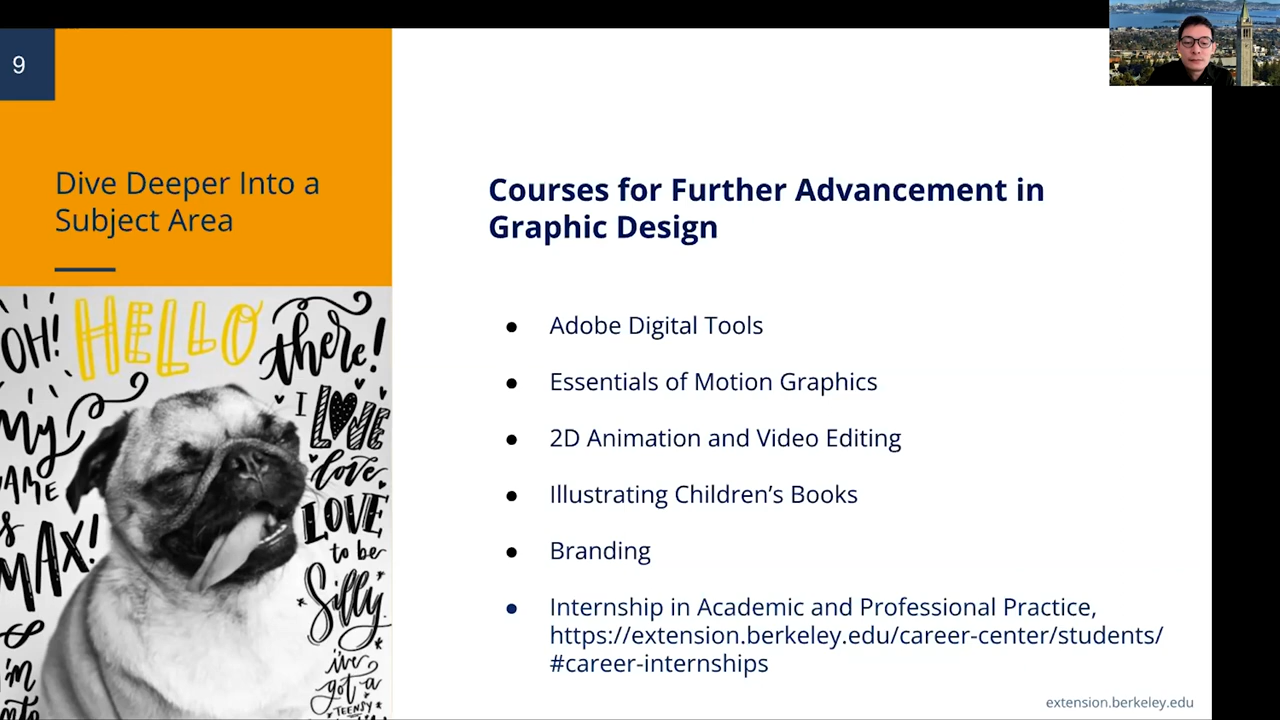 9
Dive Deeper Into a
Subject Area
OH! HELLO there!
My
I LOVE
love
LOVE
to be
Silly
MAX!
I'm
i've
got a
TEENSY
Courses for Further Advancement in
Graphic Design
● Adobe Digital Tools
● Essentials of Motion Graphics
● 2D Animation and Video Editing
● Illustrating Children’s Books
● Branding
● Internship in Academic and Professional Practice,
https://extension.berkeley.edu/career-center/students/
#career-internships
extension.berkeley.edu